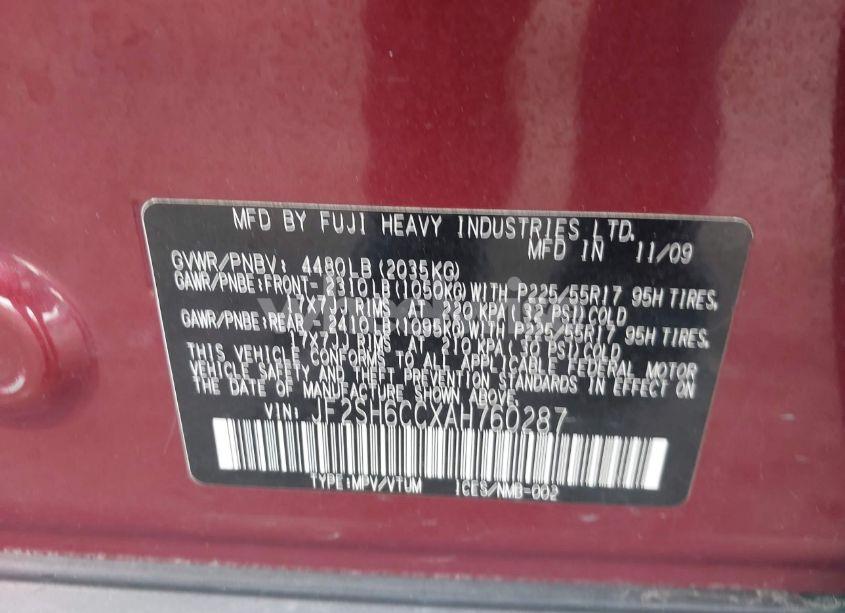 MFD BY FUJI HEAVY INDUSTRIES LTD.
MFD IN 11/09
GVWR/PNBV: 4480LB(2035KG)
GAWR/PNBE:FRONT- 2310LB(1050KG)WITH P225/55R17 95H TIRES,
17X7JJ RIMS AT 220 KPA(32 PSI)COLD
GAWR/PNBE:REAR- 2410LB(1095KG)WITH P225/55R17 95H TIRES,
17X7JJ RIMS AT 210 KPA(30 PSI)COLD
THIS VEHICLE CONFORMS TO ALL APPLICABLE FEDERAL MOTOR
VEHICLE SAFETY AND THEFT PREVENTION STANDARDS IN EFFECT ON
THE DATE OF MANUFACTURE SHOWN ABOVE.
VIN: JF2SH6CCXAH760287
TYPE:MPV/VTUM ICES/NMB-002